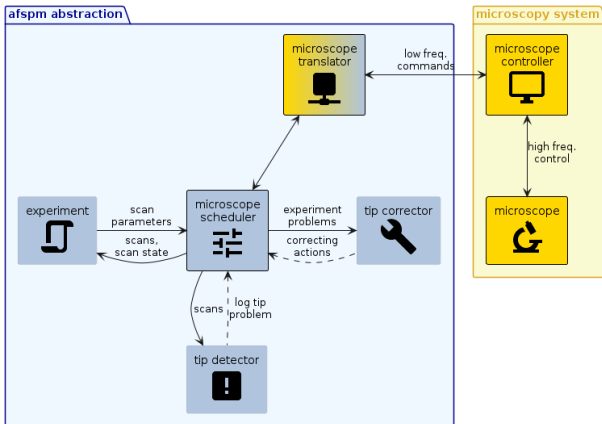 afspm abstraction
microscopy system
microscope
translator
low freq.
commands
microscope
controller
high freq.
control
experiment
scan
parameters
scans,
scan state
microscope
scheduler
experiment
problems
correcting
actions
tip corrector
microscope
scans
log tip
problem
tip detector